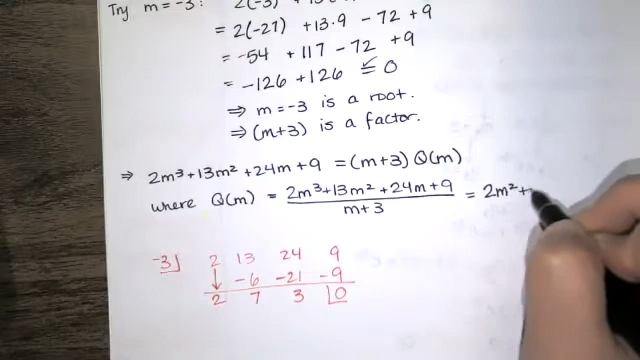 Try m = -3 : 2(-3)
= 2(-27) + 13·9 - 72 + 9
= -54 + 117 - 72 + 9
= -126 + 126 = 0
⇒ m = -3 is a root.
⇒ (m+3) is a factor.
⇒ 2m³ + 13m² + 24m + 9 = (m+3) Q(m)
where Q(m) = (2m³+13m²+24m+9)/(m+3) = 2m²+
-3 2 13 24 9
↓ -6 -21 -9
2 7 3 0